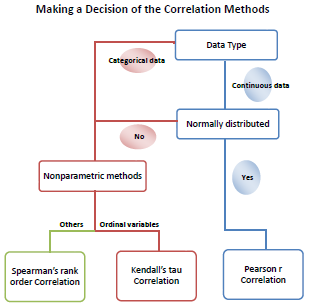 Making a Decision of the Correlation Methods
Data Type
Categorical data
Continuous data
Normally distributed
No
Nonparametric methods
Yes
Others
Ordinal variables
Spearman's rank
order Correlation
Kendall's tau
Correlation
Pearson r
Correlation